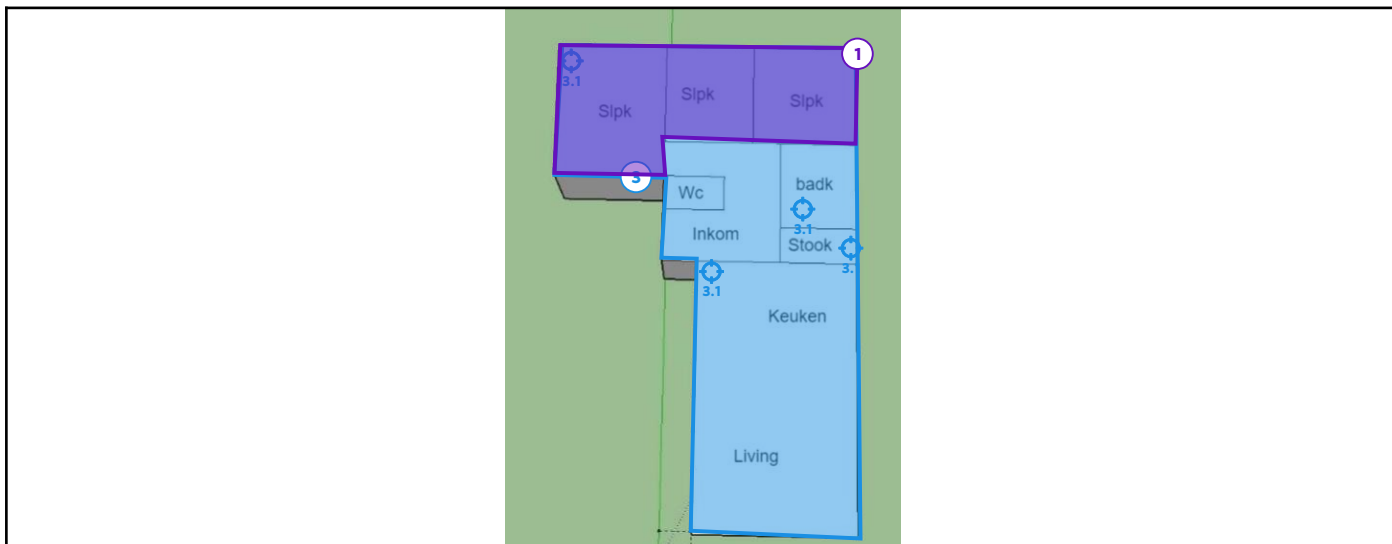 1
3.1
Slpk
Slpk
Slpk
3
badk
Wc
3.1
Inkom
Stook
3.
3.1
Keuken
Living